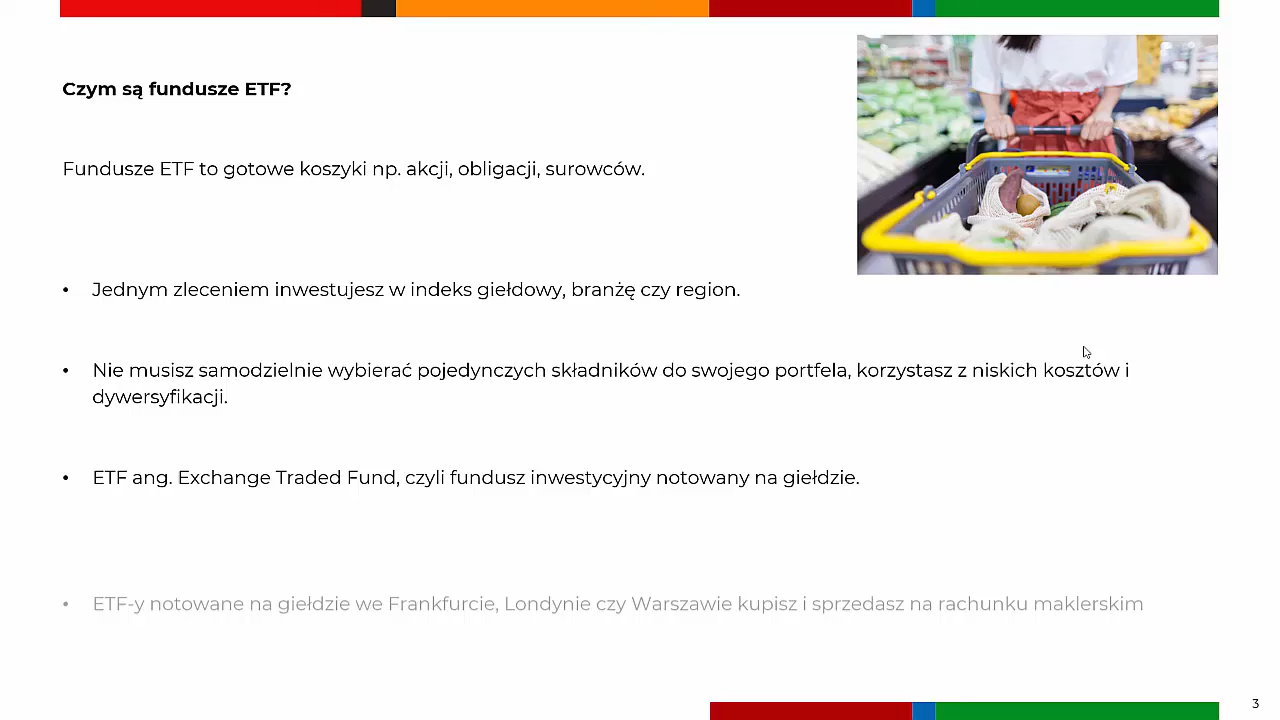 Czym są fundusze ETF?
Fundusze ETF to gotowe koszyki np. akcji, obligacji, surowców.
• Jednym zleceniem inwestujesz w indeks giełdowy, branżę czy region.
• Nie musisz samodzielnie wybierać pojedynczych składników do swojego portfela, korzystasz z niskich kosztów i
dywersyfikacji.
• ETF ang. Exchange Traded Fund, czyli fundusz inwestycyjny notowany na giełdzie.
• ETF-y notowane na giełdzie we Frankfurcie, Londynie czy Warszawie kupisz i sprzedasz na rachunku maklerskim
3